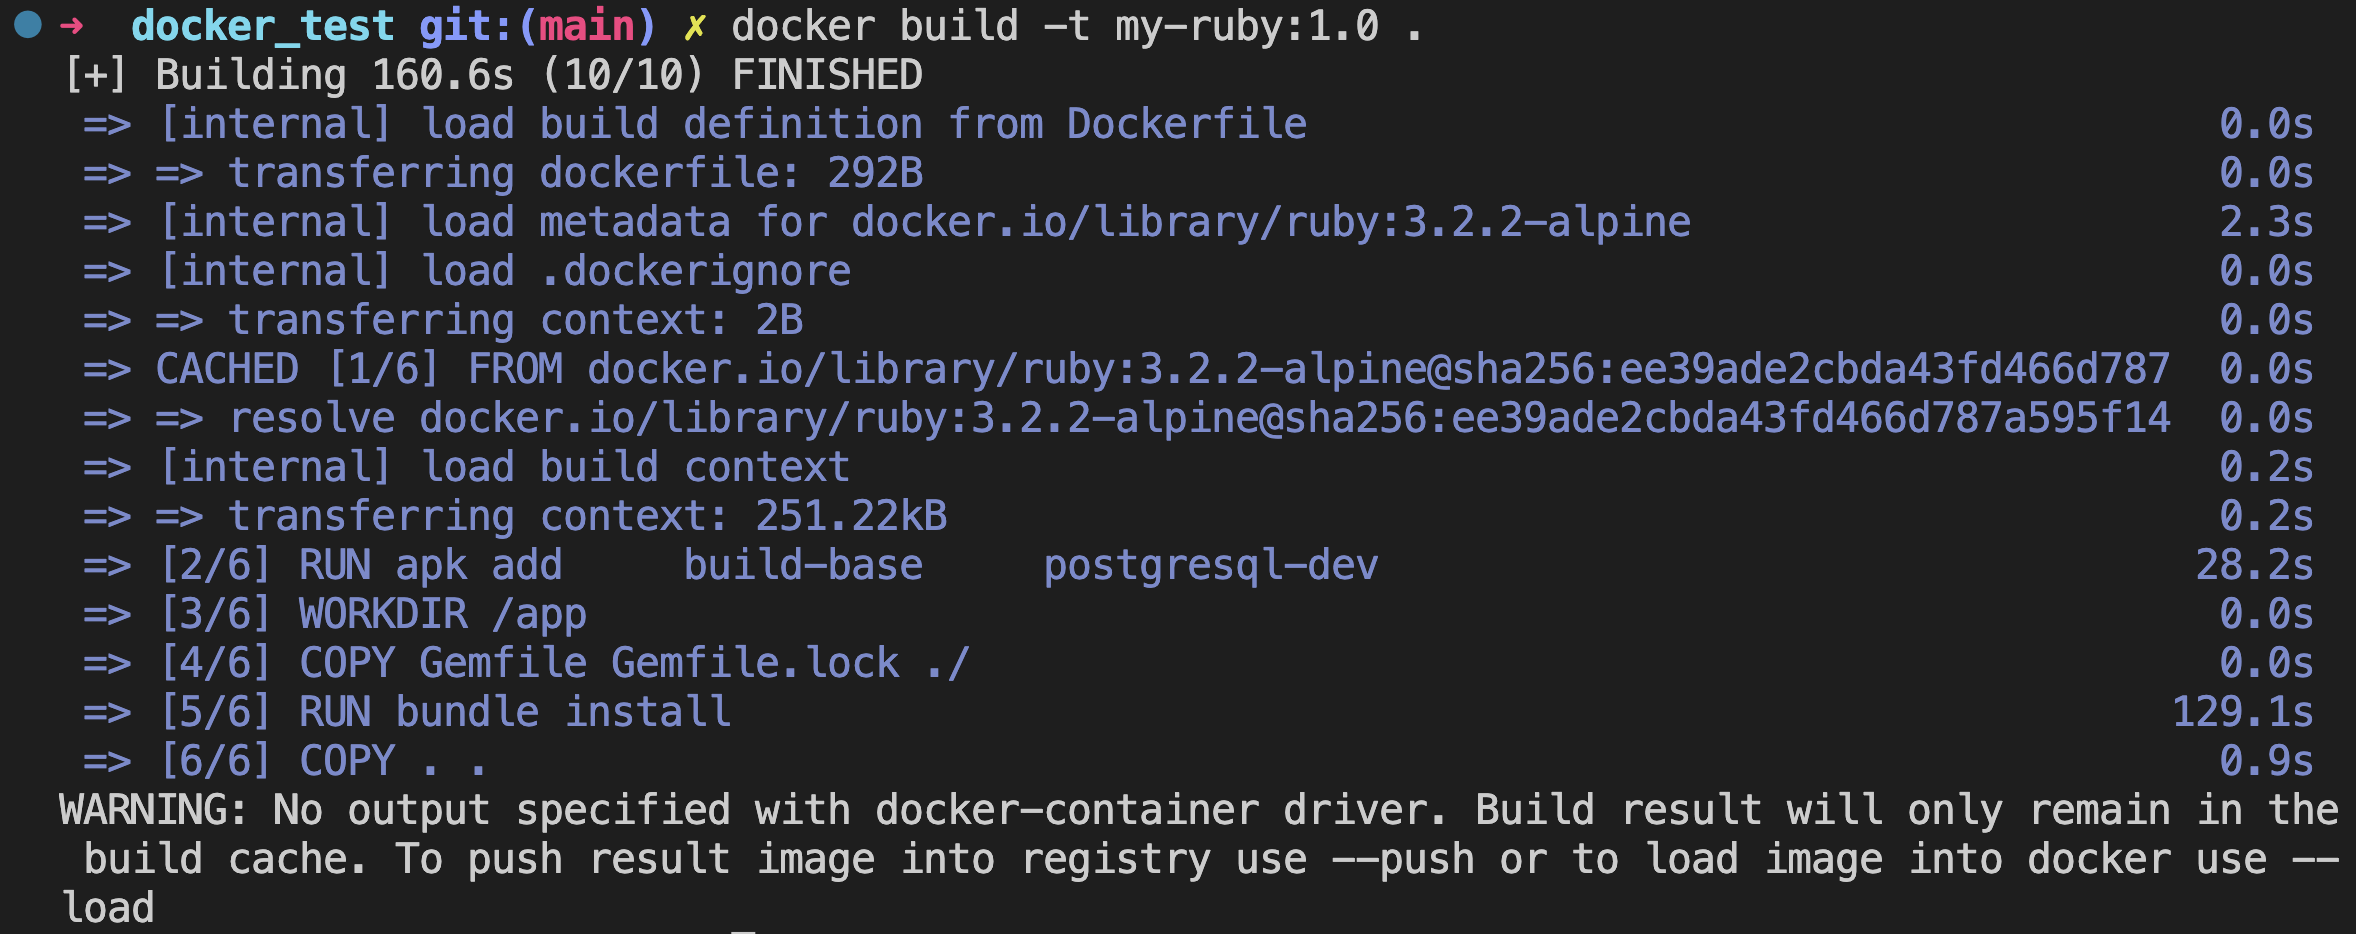 ➜ docker_test git:(main) ✗ docker build -t my-ruby:1.0 .
[+] Building 160.6s (10/10) FINISHED
=> [internal] load build definition from Dockerfile 0.0s
=> => transferring dockerfile: 292B 0.0s
=> [internal] load metadata for docker.io/library/ruby:3.2.2-alpine 2.3s
=> [internal] load .dockerignore 0.0s
=> => transferring context: 2B 0.0s
=> CACHED [1/6] FROM docker.io/library/ruby:3.2.2-alpine@sha256:ee39ade2cbda43fd466d787 0.0s
=> => resolve docker.io/library/ruby:3.2.2-alpine@sha256:ee39ade2cbda43fd466d787a595f14 0.0s
=> [internal] load build context 0.2s
=> => transferring context: 251.22kB 0.2s
=> [2/6] RUN apk add     build-base     postgresql-dev 28.2s
=> [3/6] WORKDIR /app 0.0s
=> [4/6] COPY Gemfile Gemfile.lock ./ 0.0s
=> [5/6] RUN bundle install 129.1s
=> [6/6] COPY . . 0.9s
WARNING: No output specified with docker-container driver. Build result will only remain in the
build cache. To push result image into registry use --push or to load image into docker use --
load